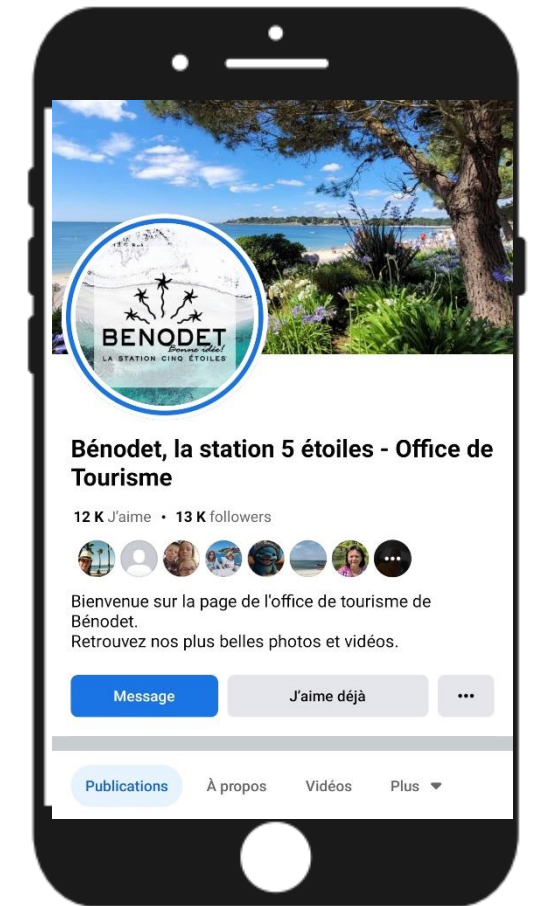 BENODET
Bonne idée!
LA STATION CINQ ÉTOILES
Bénodet, la station 5 étoiles - Office de
Tourisme
12 K J'aime • 13 K followers
Bienvenue sur la page de l'office de tourisme de
Bénodet.
Retrouvez nos plus belles photos et vidéos.
Message J'aime déjà •••
Publications À propos Vidéos Plus